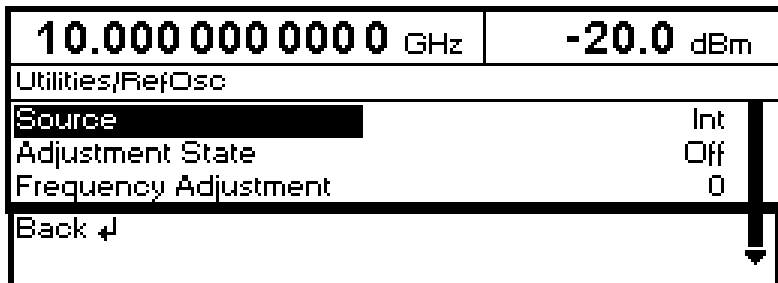 10.000 000 000 0 GHz -20.0 dBm
Utilities/RefOsc
Source Int
Adjustment State Off
Frequency Adjustment 0
Back ↵